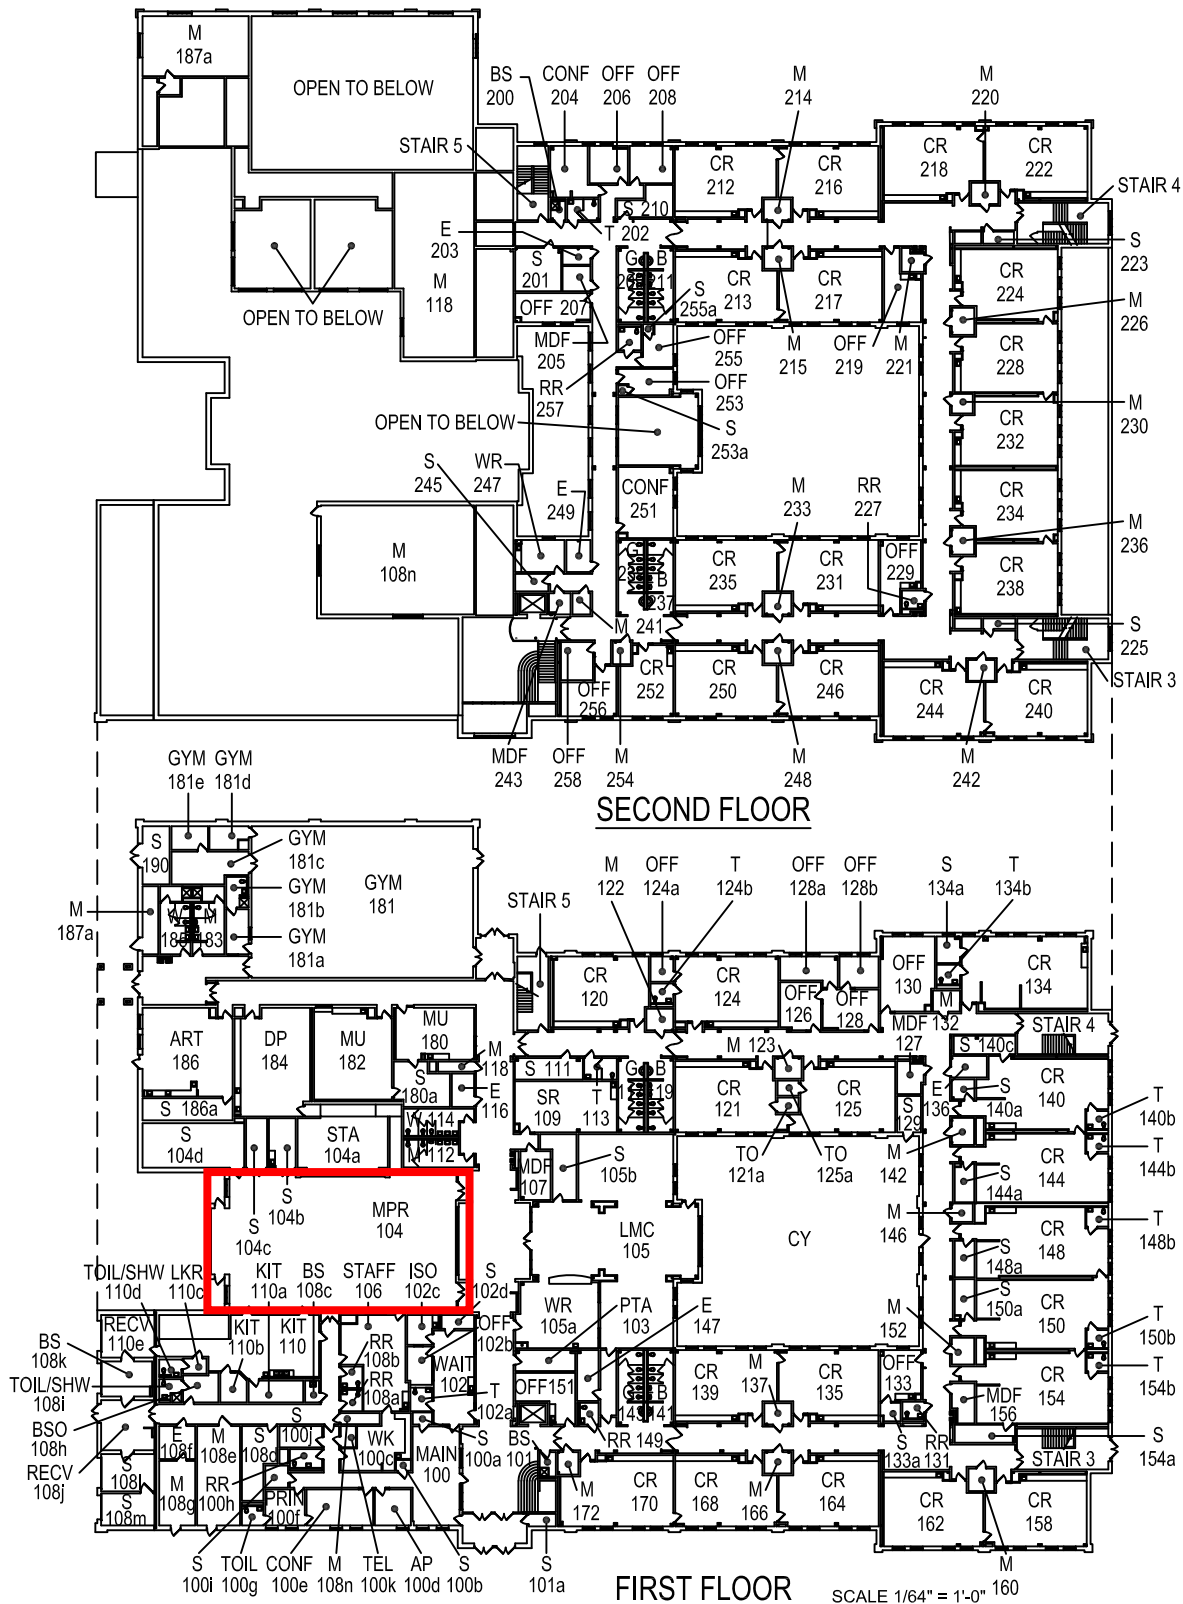 M
187a
OPEN TO BELOW
BS
200
CONF
204
OFF
206
OFF
208
M
214
M
220
STAIR 5
CR
212
CR
216
CR
218
CR
222
STAIR 4
S 210
T 202
E
203
S
201
G
B
211
CR
213
CR
217
S
223
CR
224
M
118
OFF 207
S
255a
M
226
OPEN TO BELOW
MDF
205
OFF
255
M
215
OFF
219
M
221
CR
228
RR
257
OFF
253
M
230
OPEN TO BELOW
S
253a
CR
232
S
245
WR
247
E
249
CONF
251
M
233
RR
227
CR
234
M
236
M
108n
G
B
237
CR
235
CR
231
OFF
229
CR
238
M
241
S
225
OFF
256
CR
252
CR
250
CR
246
CR
244
CR
240
STAIR 3
MDF
243
OFF
258
M
254
M
248
M
242
SECOND FLOOR
GYM
181e
GYM
181d
S
190
GYM
181c
GYM
181b
GYM
181
M
187a
W
185
M
183
GYM
181a
STAIR 5
M
122
OFF
124a
T
124b
OFF
128a
OFF
128b
S
134a
T
134b
CR
120
CR
124
OFF
126
OFF
128
OFF
130
M
132
CR
134
ART
186
DP
184
MU
182
MU
180
M
118
S
180a
E
116
S 111
T
113
G
B
119
M 123
MDF
127
STAIR 4
S 140c
S 186a
SR
109
CR
121
CR
125
S
129
E
136
S
140a
CR
140
T
140b
S
104d
STA
104a
W
114
M
112
MDF
107
S
105b
TO
121a
TO
125a
M
142
S
144a
CR
144
T
144b
S
104c
S
104b
MPR
104
LMC
105
CY
M
146
CR
148
T
148b
S
148a
TOIL/SHW
110d
LKR
110c
KIT
110a
BS
108c
STAFF
106
ISO
102c
S
102d
S
150a
CR
150
T
150b
RECV
110e
KIT
110b
KIT
110
RR
108b
OFF
102b
WR
105a
PTA
103
E
147
M
152
BS
108k
WAIT
102
RR
108a
T
102a
OFF151
G
143
B
141
CR
139
M
137
CR
135
OFF
133
MDF
156
CR
154
T
154b
TOIL/SHW
108i
BSO
108h
E
108f
M
108e
S
108d
S
100j
WK
100c
MAIN
100
S
100a
BS
101
RR 149
S
133a
RR
131
STAIR 3
S
154a
RECV
108j
S
108l
M
108g
RR
100h
S
108m
PRIN
100f
M
172
CR
170
CR
168
M
166
CR
164
CR
162
CR
158
S
100i
TOIL
100g
CONF
100e
M
108n
TEL
100k
AP
100d
S
100b
S
101a
M
160
FIRST FLOOR
SCALE 1/64" = 1'-0"